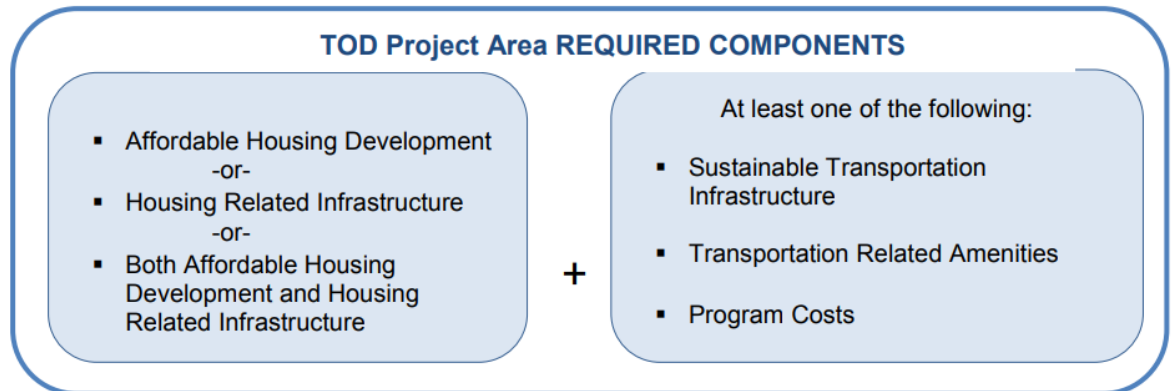 TOD Project Area REQUIRED COMPONENTS
▪ Affordable Housing Development
-or-
▪ Housing Related Infrastructure
-or-
▪ Both Affordable Housing
Development and Housing
Related Infrastructure
+
At least one of the following:
▪ Sustainable Transportation
Infrastructure
▪ Transportation Related Amenities
▪ Program Costs